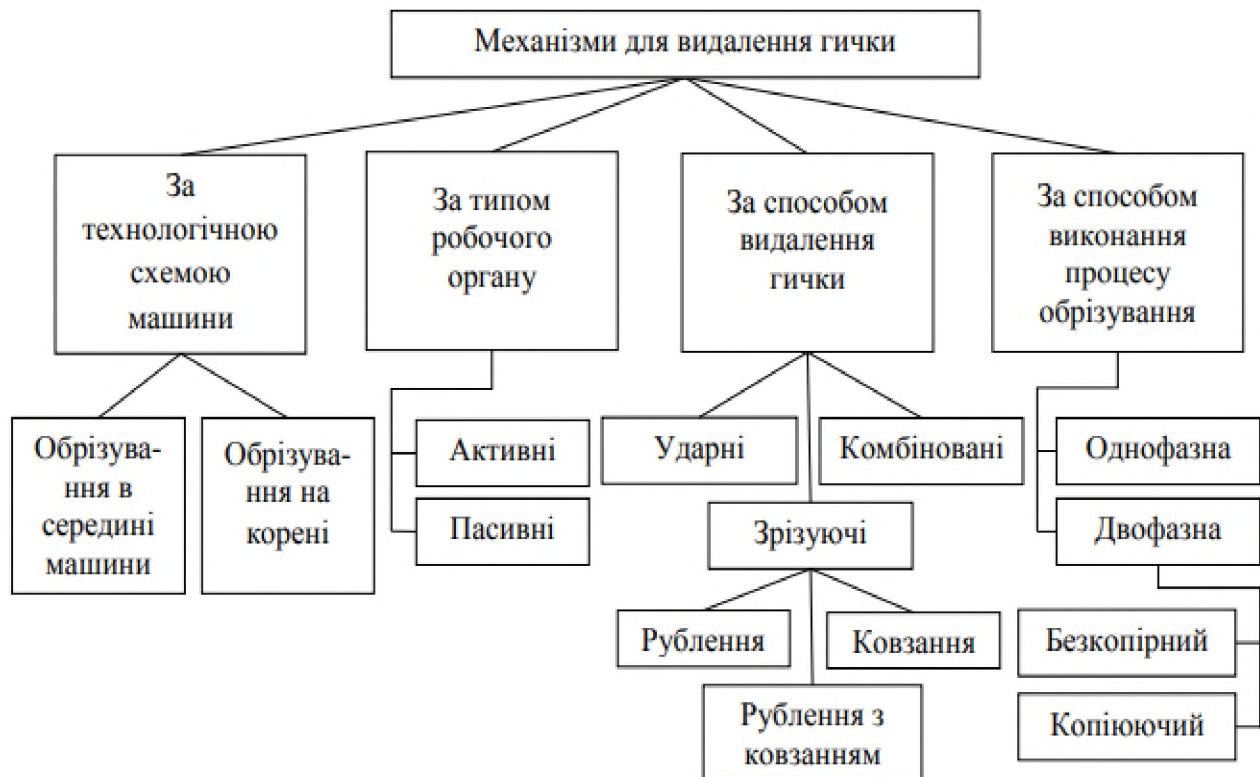 Механізми для видалення гички
За
технологічною
схемою
машини
За типом
робочого
органу
За способом
видалення
гички
За способом
виконання
процесу
обрізування
Обрізува-
ння в
середині
машини
Обрізува-
ння на
корені
Активні
Пасивні
Ударні
Комбіновані
Зрізуючі
Рублення
Ковзання
Рублення з
ковзанням
Однофазна
Двофазна
Безкопірний
Копіюючий